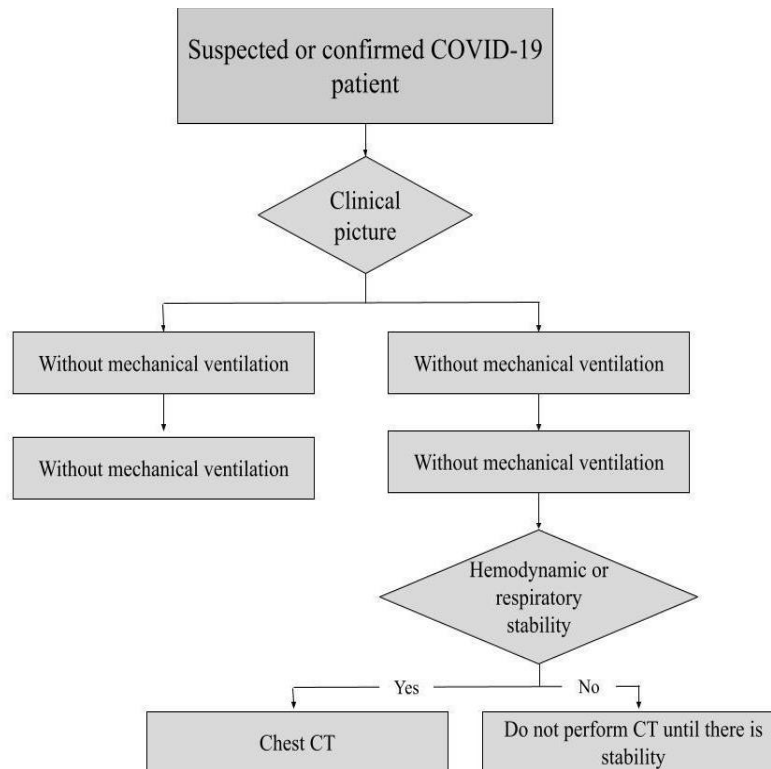 Suspected or confirmed COVID-19
patient
Clinical
picture
Without mechanical ventilation
Without mechanical ventilation
Without mechanical ventilation
Without mechanical ventilation
Hemodynamic or
respiratory
stability
Yes
No
Chest CT
Do not perform CT until there is
stability